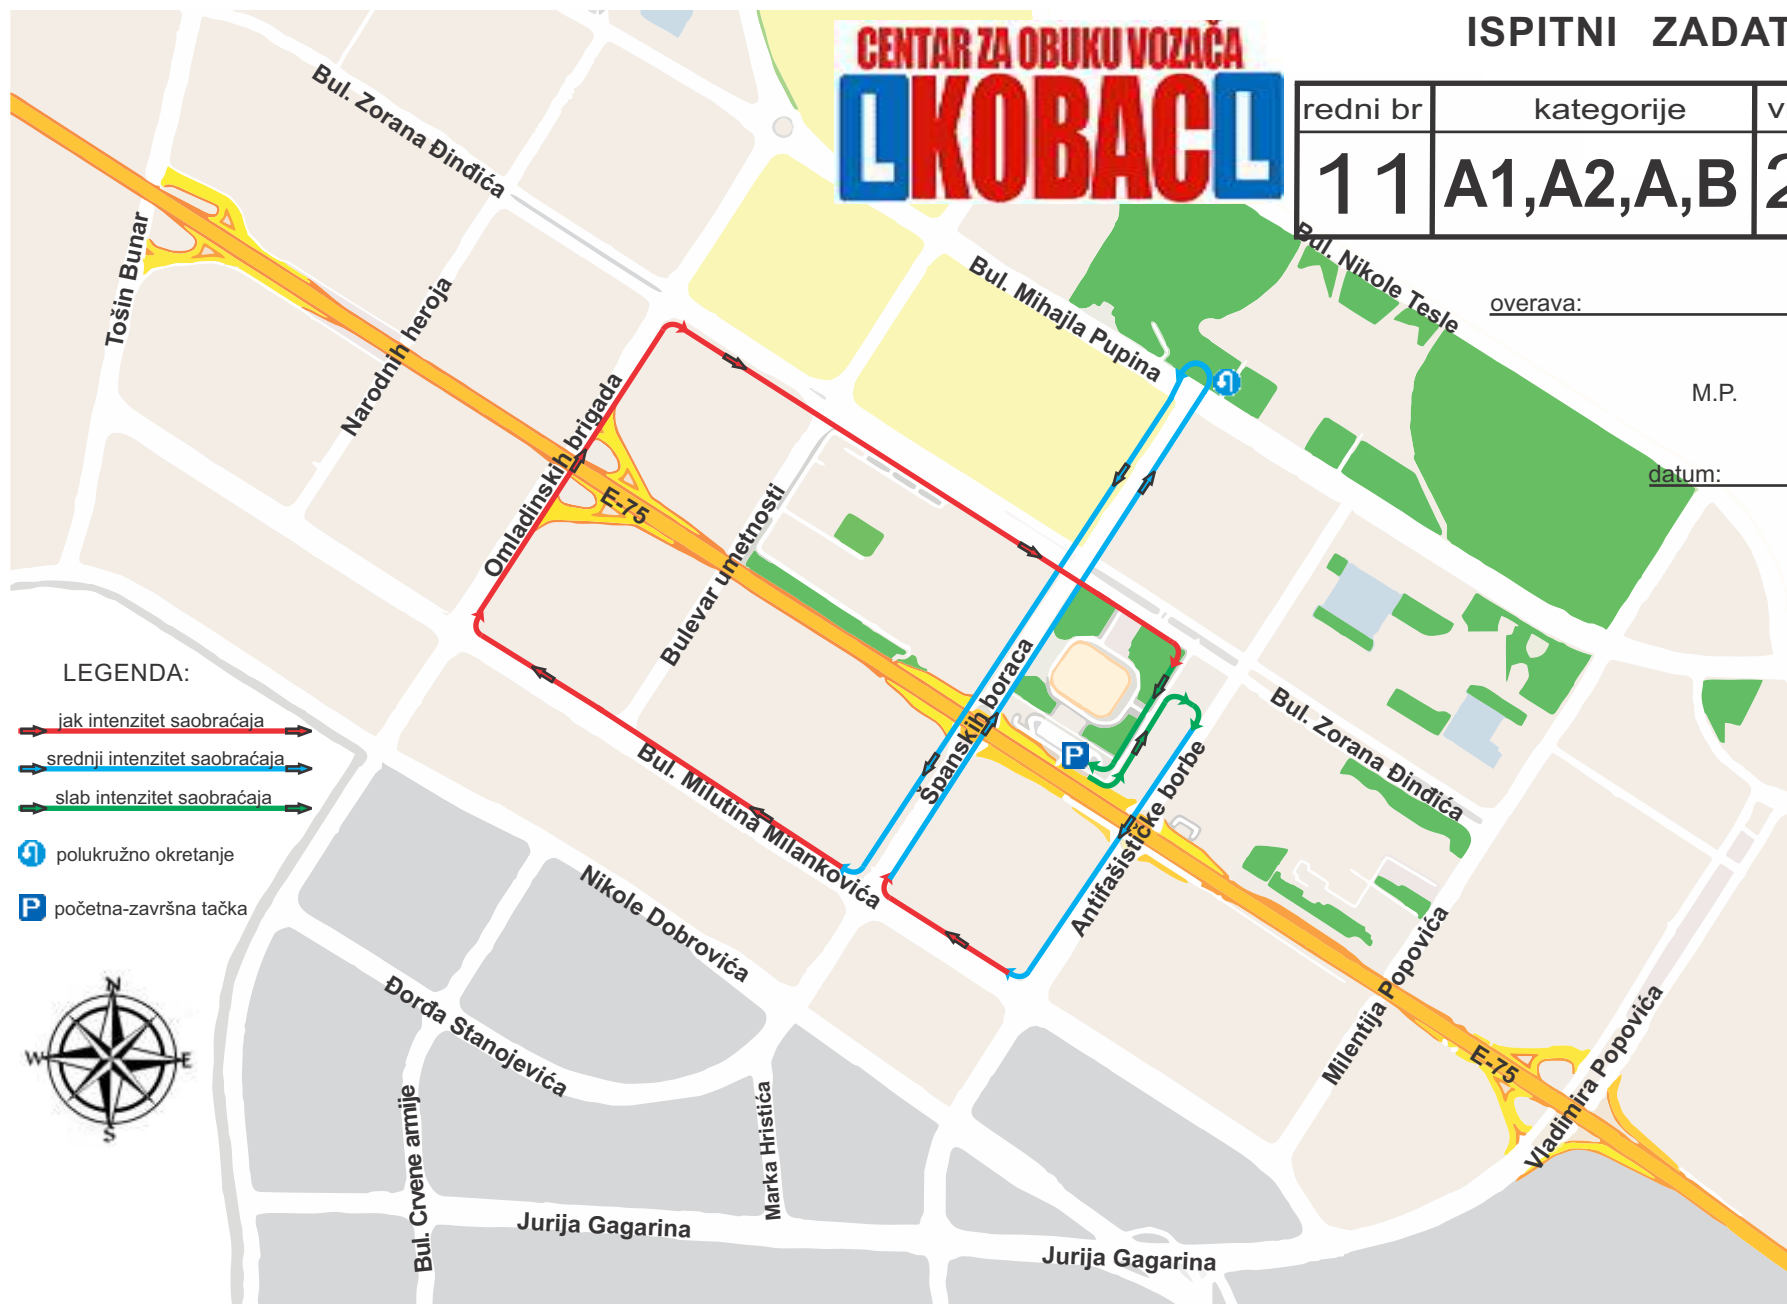 CENTAR ZA OBUKU VOZAČA
L KOBAC L
ISPITNI ZADAT
redni br kategorije v
11 A1,A2,A,B 2
overava:
M.P.
datum:
Bul. Zorana Đinđića
Tošin Bunar
Narodnih heroja
Omladinskih brigada
E-75
Bulevar umetnosti
Bul. Mihajla Pupina
Bul. Nikole Tesle
Španskih boraca
P
Bul. Zorana Đinđića
Antifašističke borbe
Bul. Milutina Milankovića
Nikole Dobrovića
Đorđa Stanojevića
Bul. Crvene armije
Marka Hristića
Jurija Gagarina
Jurija Gagarina
Milentija Popovića
E-75
Vladimira Popovića
LEGENDA:
jak intenzitet saobraćaja
srednji intenzitet saobraćaja
slab intenzitet saobraćaja
polukružno okretanje
P početna-završna tačka
N
W E
S